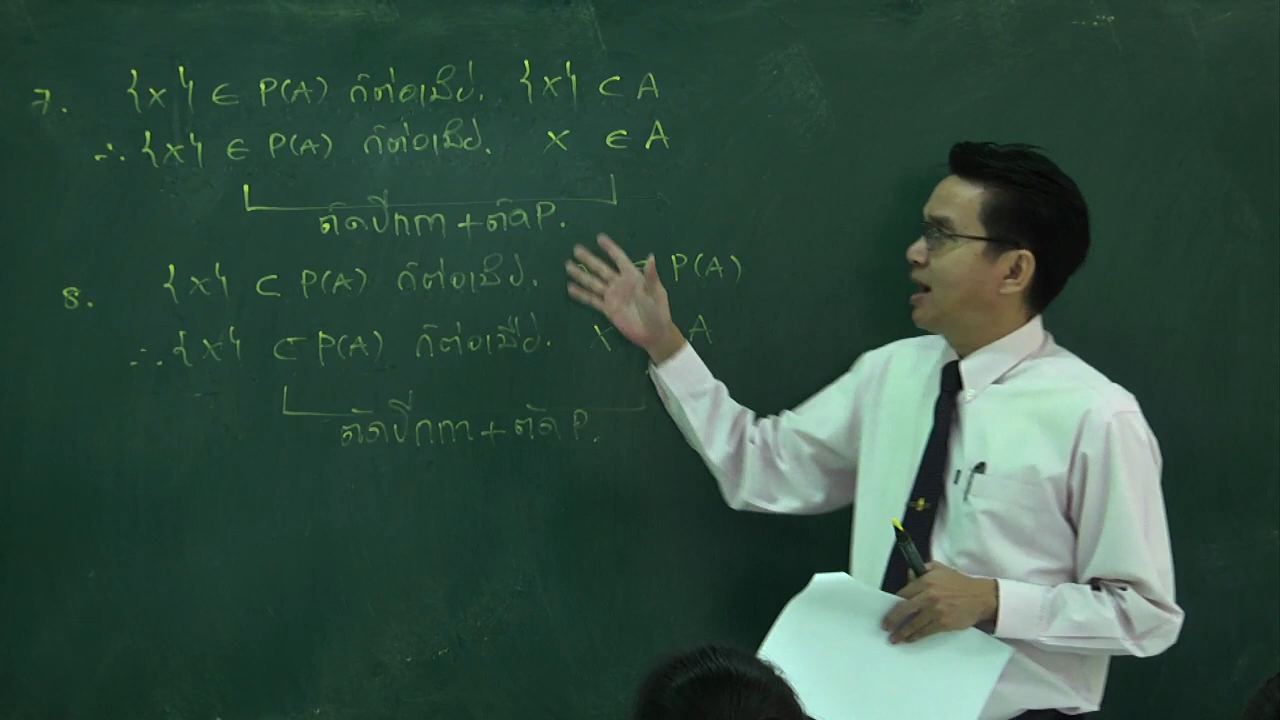 7. {x} ∈ P(A) ก็ต่อเมื่อ {x} ⊂ A
∴ {x} ∈ P(A) ก็ต่อเมื่อ x ∈ A
ตัดปีกกา + ตัด P.
8. {x} ⊂ P(A) ก็ต่อเมื่อ P(A)
∴ {x} ⊂ P(A) ก็ต่อเมื่อ x A
ตัดปีกกา + ตัด P.